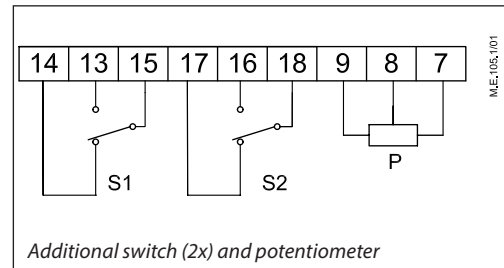 14 13 15 17 16 18 9 8 7
S1 S2 P
M.E.105.1/01
Additional switch (2x) and potentiometer